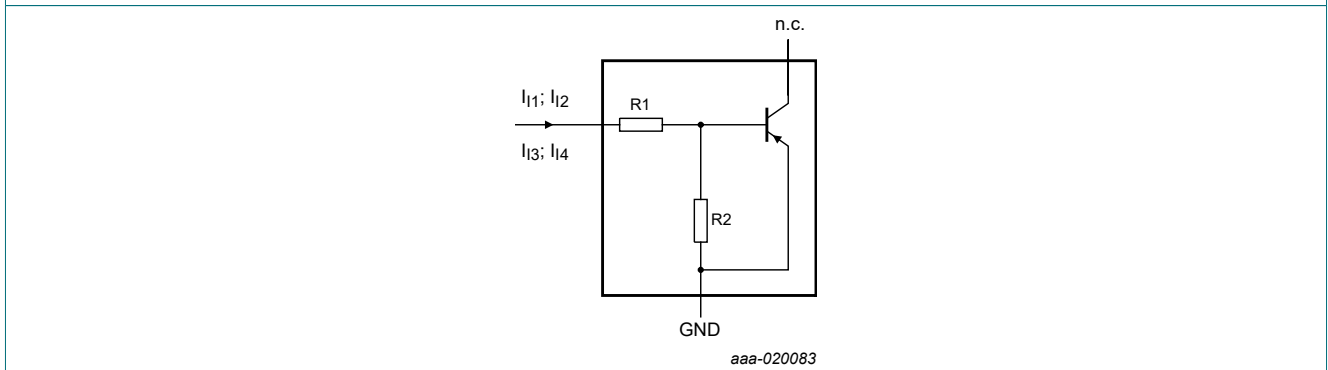 n.c.
I_I1; I_I2
R1
I_I3; I_I4
R2
GND
aaa-020083